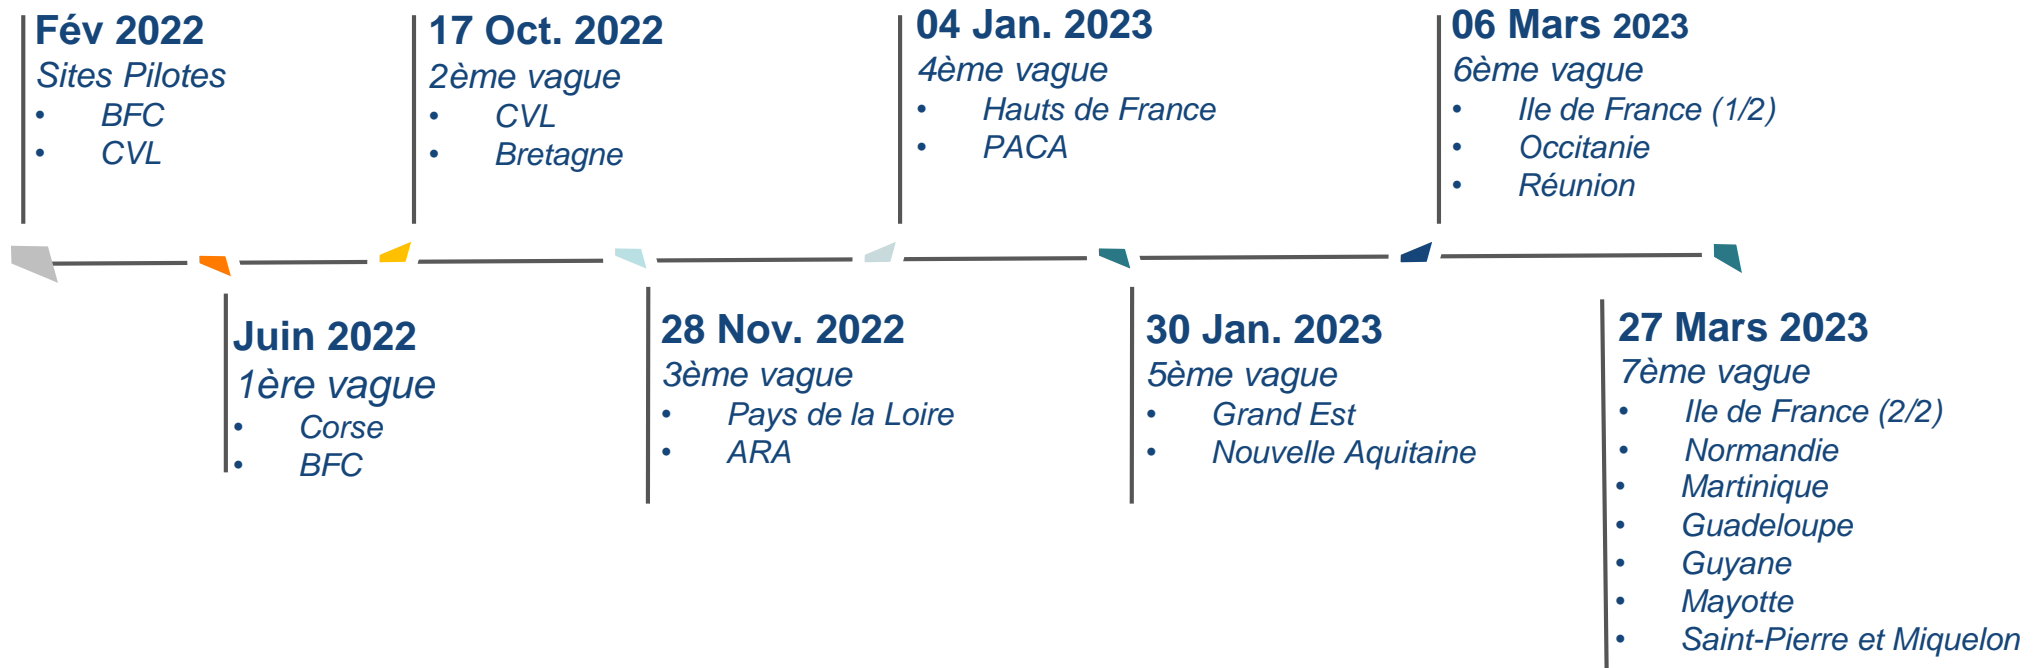 Fév 2022
Sites Pilotes
• BFC
• CVL
Juin 2022
1ère vague
• Corse
• BFC
17 Oct. 2022
2ème vague
• CVL
• Bretagne
28 Nov. 2022
3ème vague
• Pays de la Loire
• ARA
04 Jan. 2023
4ème vague
• Hauts de France
• PACA
30 Jan. 2023
5ème vague
• Grand Est
• Nouvelle Aquitaine
06 Mars 2023
6ème vague
• Ile de France (1/2)
• Occitanie
• Réunion
27 Mars 2023
7ème vague
• Ile de France (2/2)
• Normandie
• Martinique
• Guadeloupe
• Guyane
• Mayotte
• Saint-Pierre et Miquelon